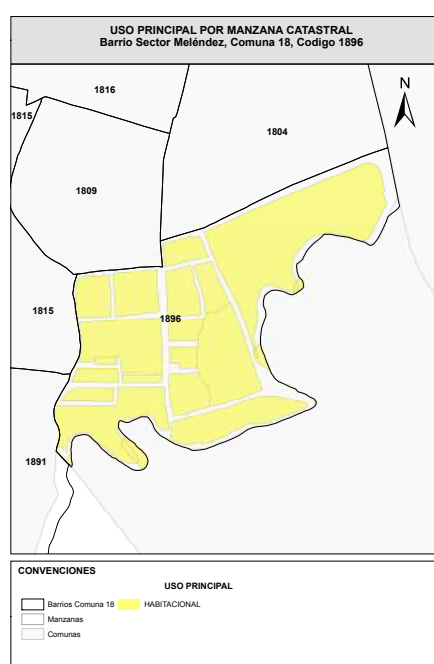 USO PRINCIPAL POR MANZANA CATASTRAL
Barrio Sector Meléndez, Comuna 18, Codigo 1896
N
1816
1815
1804
1809
1815
1896
1891
CONVENCIONES
USO PRINCIPAL
Barrios Comuna 18 HABITACIONAL
Manzanas
Comunas